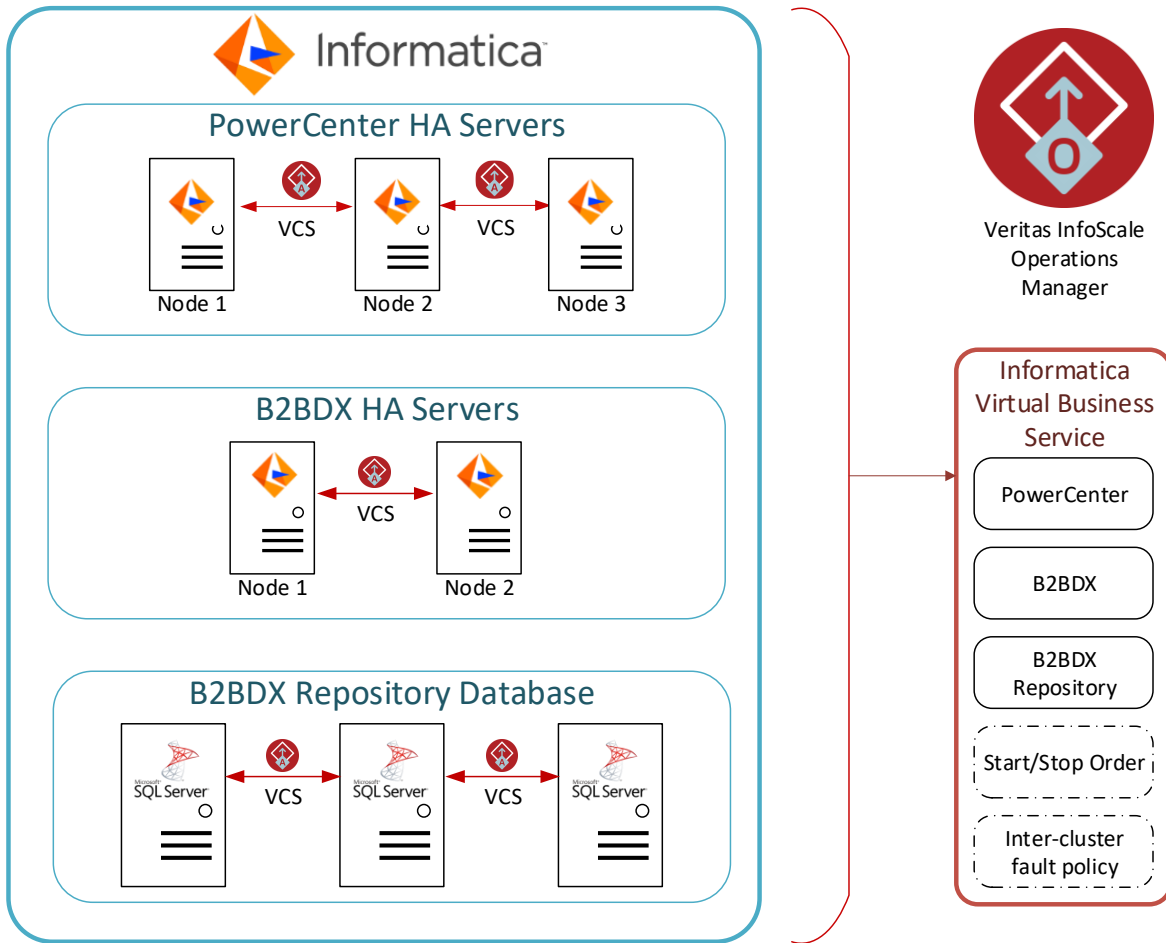 Informatica
PowerCenter HA Servers
A
A
VCS
VCS
Node 1
Node 2
Node 3
B2BDX HA Servers
A
VCS
Node 1
Node 2
B2BDX Repository Database
A
A
Microsoft
SQL Server
VCS
Microsoft
SQL Server
VCS
Microsoft
SQL Server
O
Veritas InfoScale
Operations
Manager
Informatica
Virtual Business
Service
PowerCenter
B2BDX
B2BDX
Repository
Start/Stop Order
Inter-cluster
fault policy